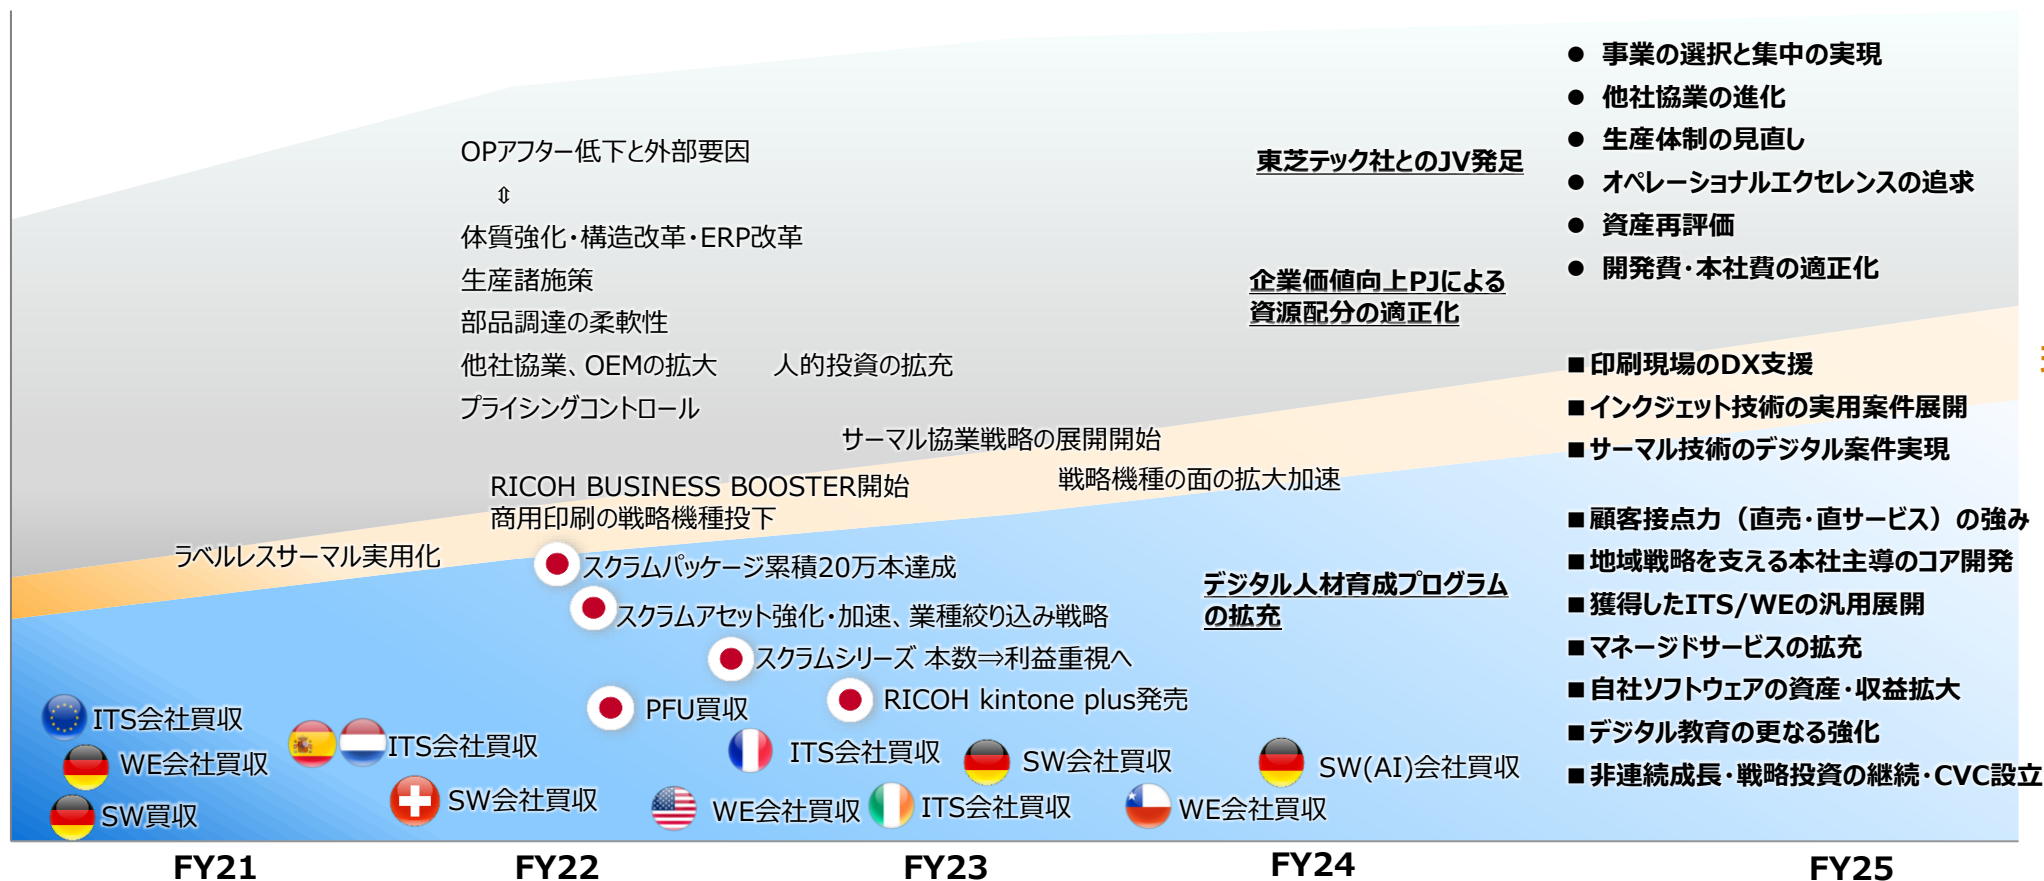 ● 事業の選択と集中の実現
● 他社協業の進化
● 生産体制の見直し
● オペレーショナルエクセレンスの追求
● 資産再評価
● 開発費・本社費の適正化
OPアフター低下と外部要因
⇕
体質強化・構造改革・ERP改革
生産諸施策
部品調達の柔軟性
他社協業、OEMの拡大 人的投資の拡充
プライシングコントロール
東芝テック社とのJV発足
企業価値向上PJによる
資源配分の適正化
■印刷現場のDX支援
■インクジェット技術の実用案件展開
■サーマル技術のデジタル案件実現
サーマル協業戦略の展開開始
戦略機種の面の拡大加速
RICOH BUSINESS BOOSTER開始
商用印刷の戦略機種投下
ラベルレスサーマル実用化
■顧客接点力（直売・直サービス）の強み
■地域戦略を支える本社主導のコア開発
■獲得したITS/WEの汎用展開
■マネージドサービスの拡充
■自社ソフトウェアの資産・収益拡大
■デジタル教育の更なる強化
■非連続成長・戦略投資の継続・CVC設立
スクラムパッケージ累積20万本達成
スクラムアセット強化・加速、業種絞り込み戦略
スクラムシリーズ 本数⇒利益重視へ
RICOH kintone plus発売
PFU買収
デジタル人材育成プログラム
の拡充
ITS会社買収
WE会社買収
SW買収
ITS会社買収
SW会社買収
ITS会社買収
WE会社買収
SW会社買収
ITS会社買収
WE会社買収
SW(AI)会社買収
FY21
FY22
FY23
FY24
FY25